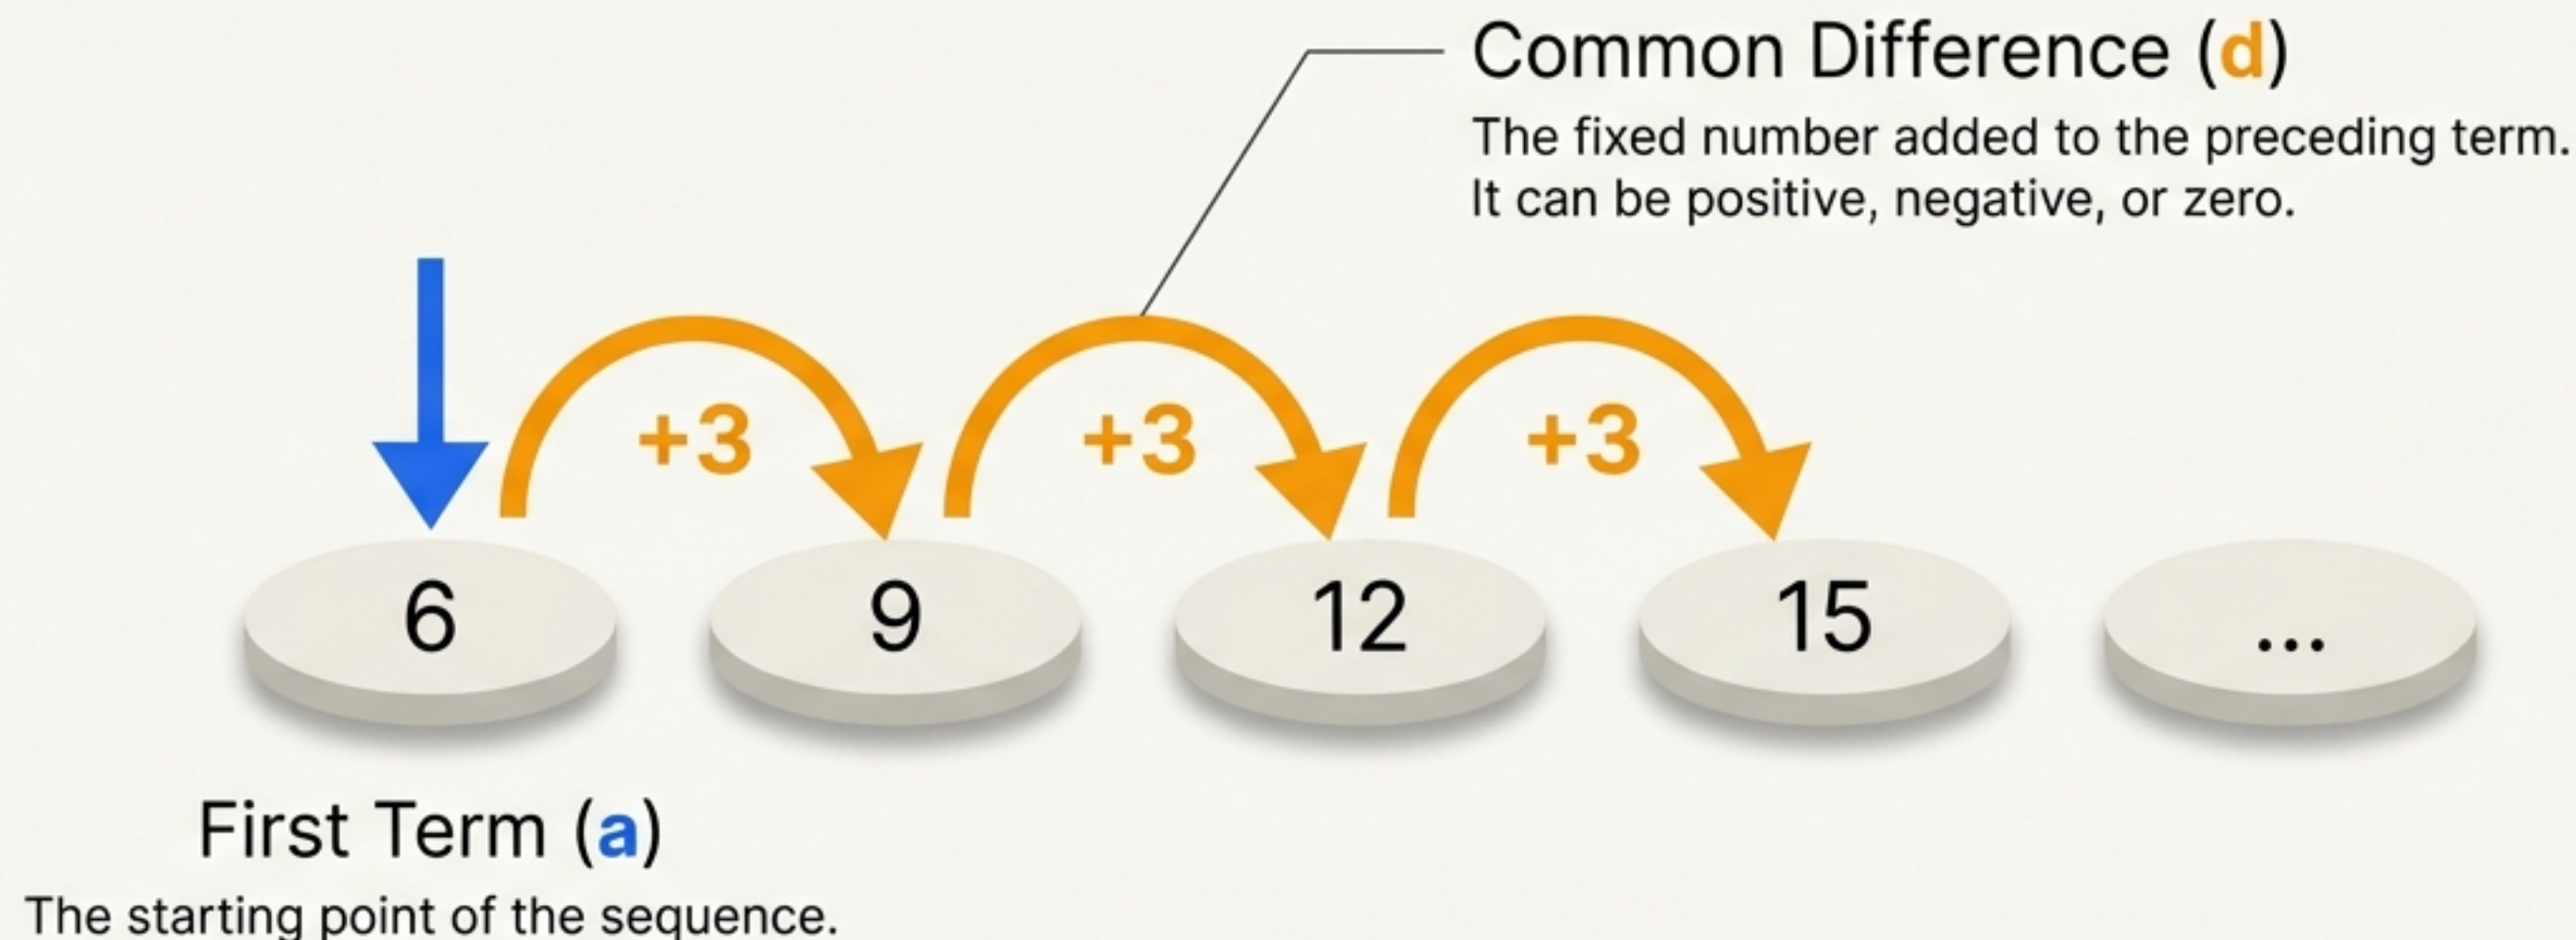 Common Difference (d)
The fixed number added to the preceding term.
It can be positive, negative, or zero.
+3 +3 +3
6 9 12 15 ...
First Term (a)
The starting point of the sequence.